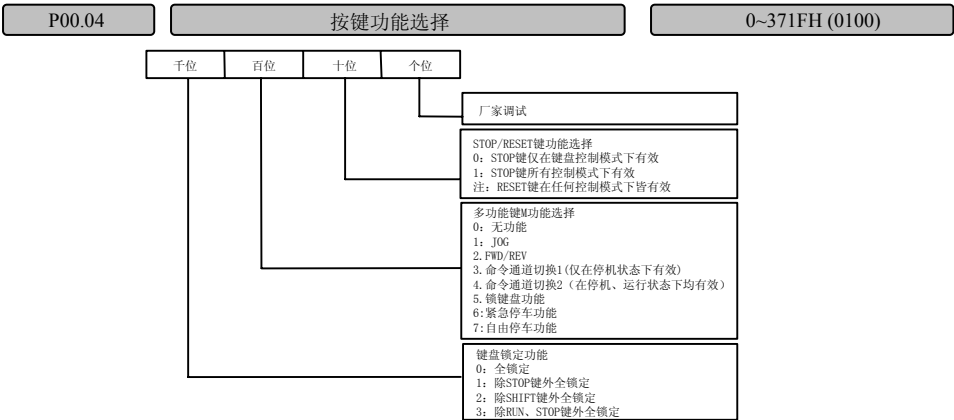 P00.04 按键功能选择 0~371FH (0100)
千位 百位 十位 个位
厂家调试
STOP/RESET键功能选择
0：STOP键仅在键盘控制模式下有效
1：STOP键所有控制模式下有效
注：RESET键在任何控制模式下皆有效
多功能键M功能选择
0：无功能
1：JOG
2.FWD/REV
3.命令通道切换1(仅在停机状态下有效)
4.命令通道切换2（在停机、运行状态下均有效）
5.锁键盘功能
6:紧急停车功能
7:自由停车功能
键盘锁定功能
0：全锁定
1：除STOP键外全锁定
2：除SHIFT键外全锁定
3：除RUN、STOP键外全锁定